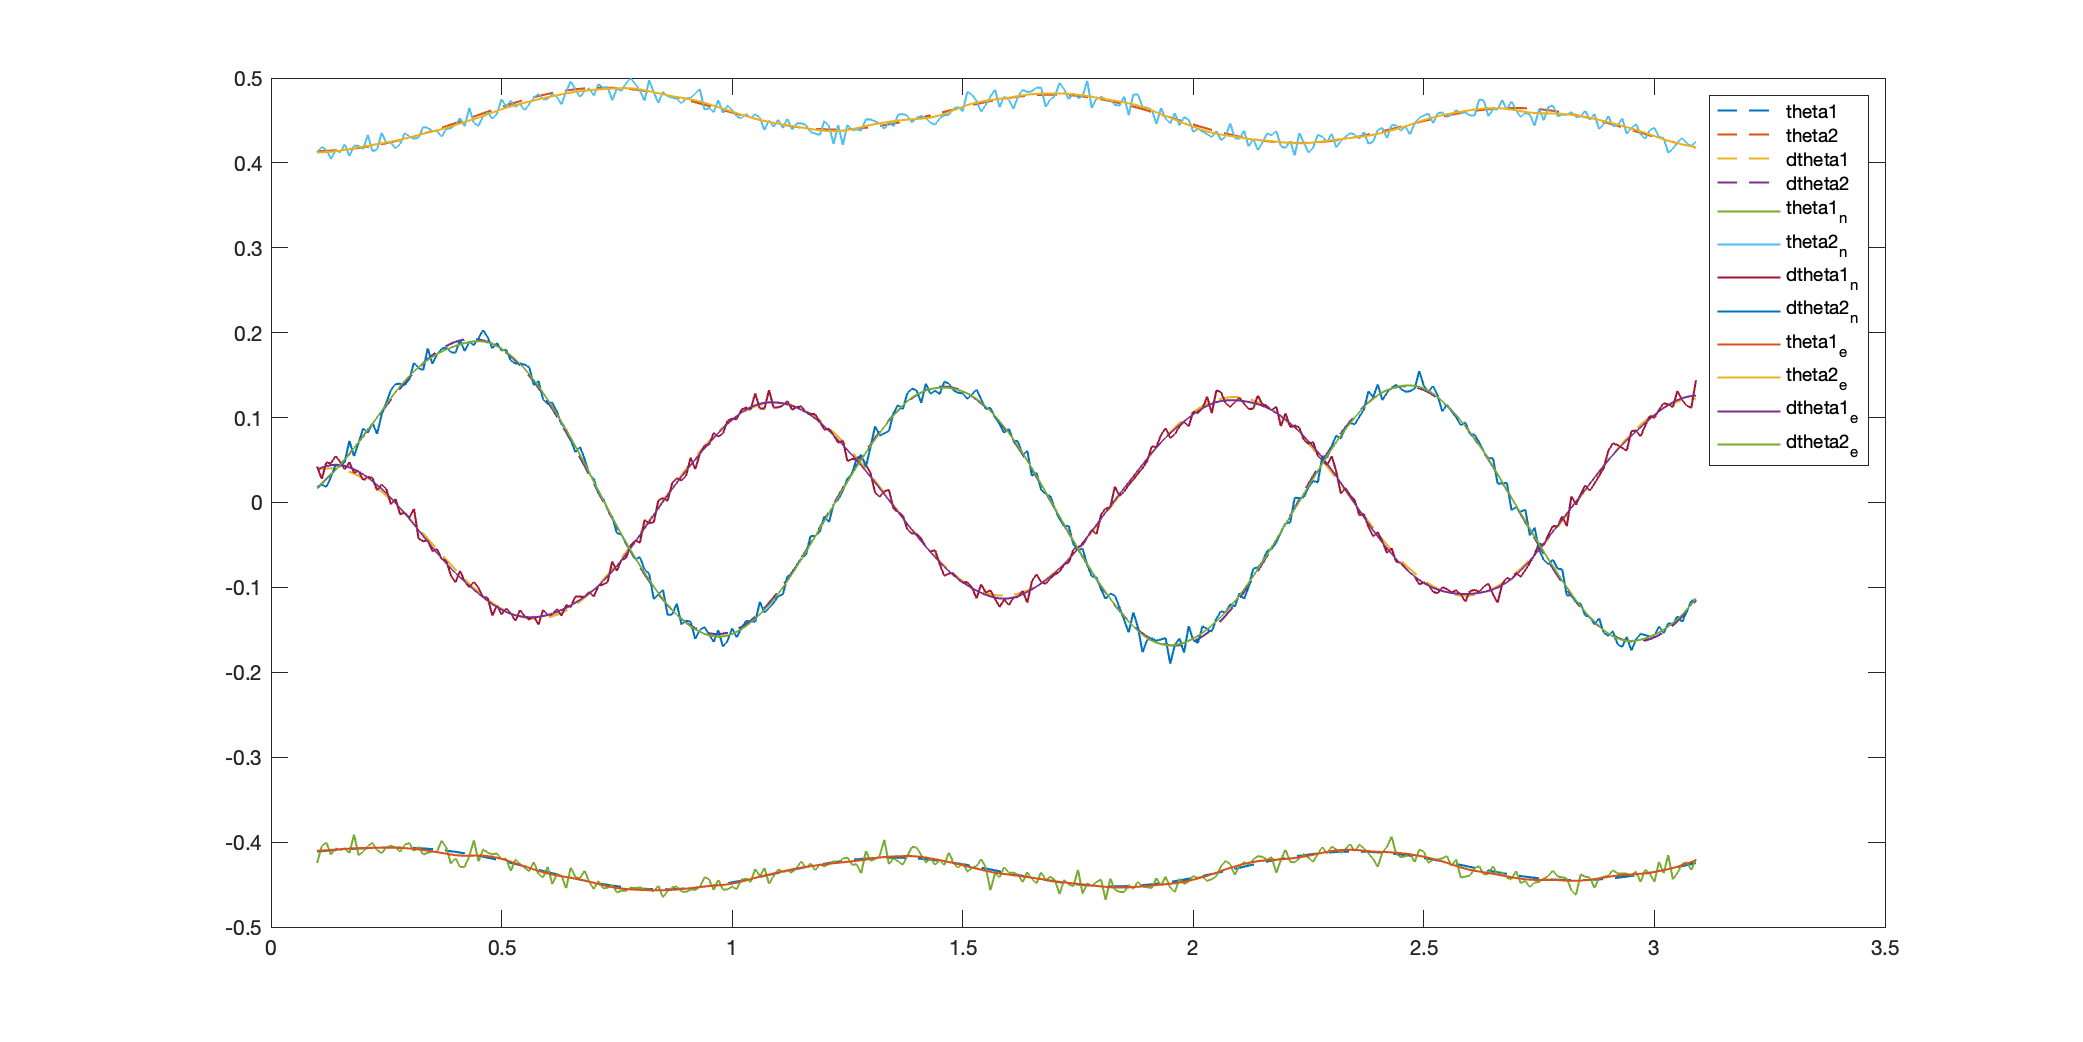 0.5
0.4
0.3
0.2
0.1
0
-0.1
-0.2
-0.3
-0.4
-0.5
0 0.5 1 1.5 2 2.5 3 3.5
theta1
theta2
dtheta1
dtheta2
theta1n
theta2n
dtheta1n
dtheta2n
theta1e
theta2e
dtheta1e
dtheta2e